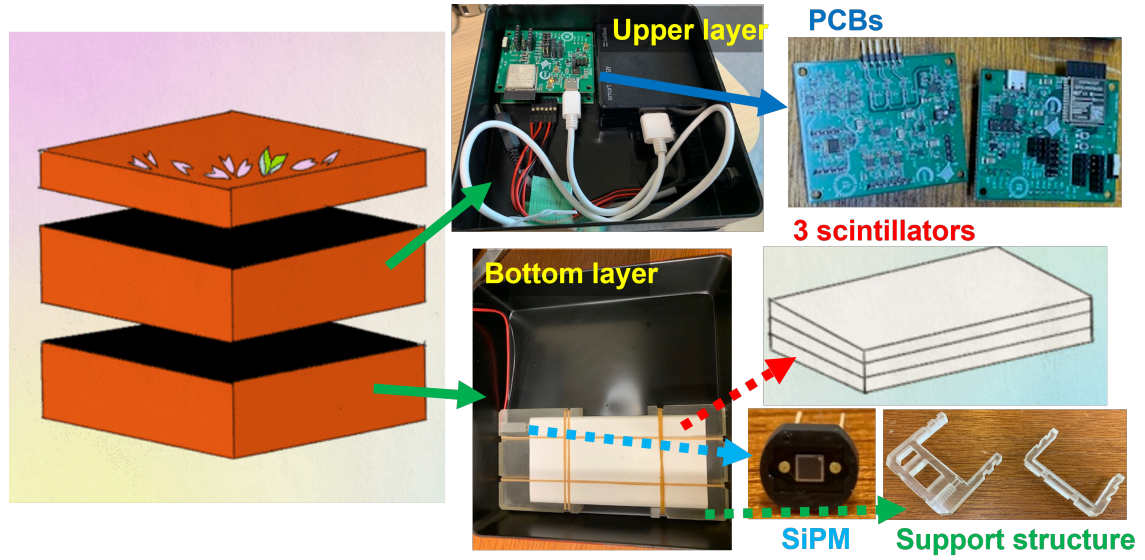 Upper layer
PCBs
3 scintillators
Bottom layer
SiPM
Support structure